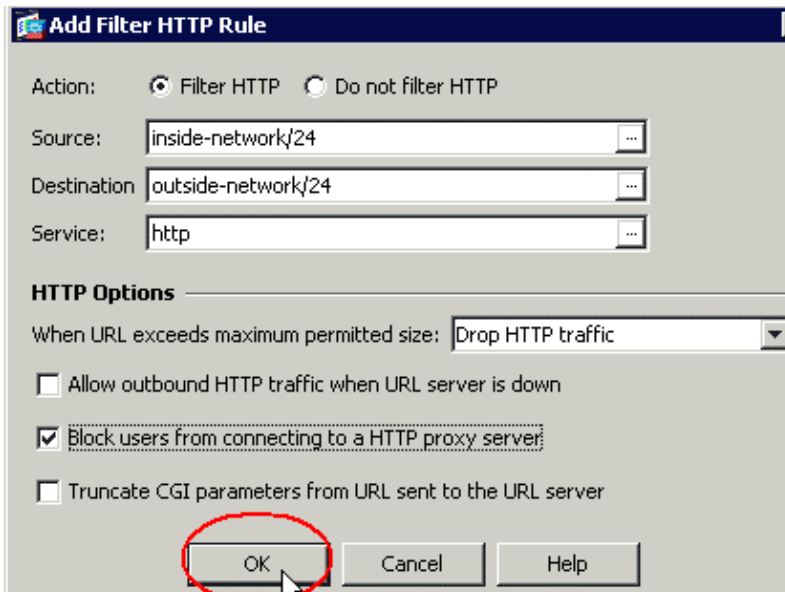 Add Filter HTTP Rule
Action: Filter HTTP Do not filter HTTP
Source: inside-network/24 ...
Destination outside-network/24 ...
Service: http ...
HTTP Options
When URL exceeds maximum permitted size: Drop HTTP traffic
Allow outbound HTTP traffic when URL server is down
Block users from connecting to a HTTP proxy server
Truncate CGI parameters from URL sent to the URL server
OK Cancel Help